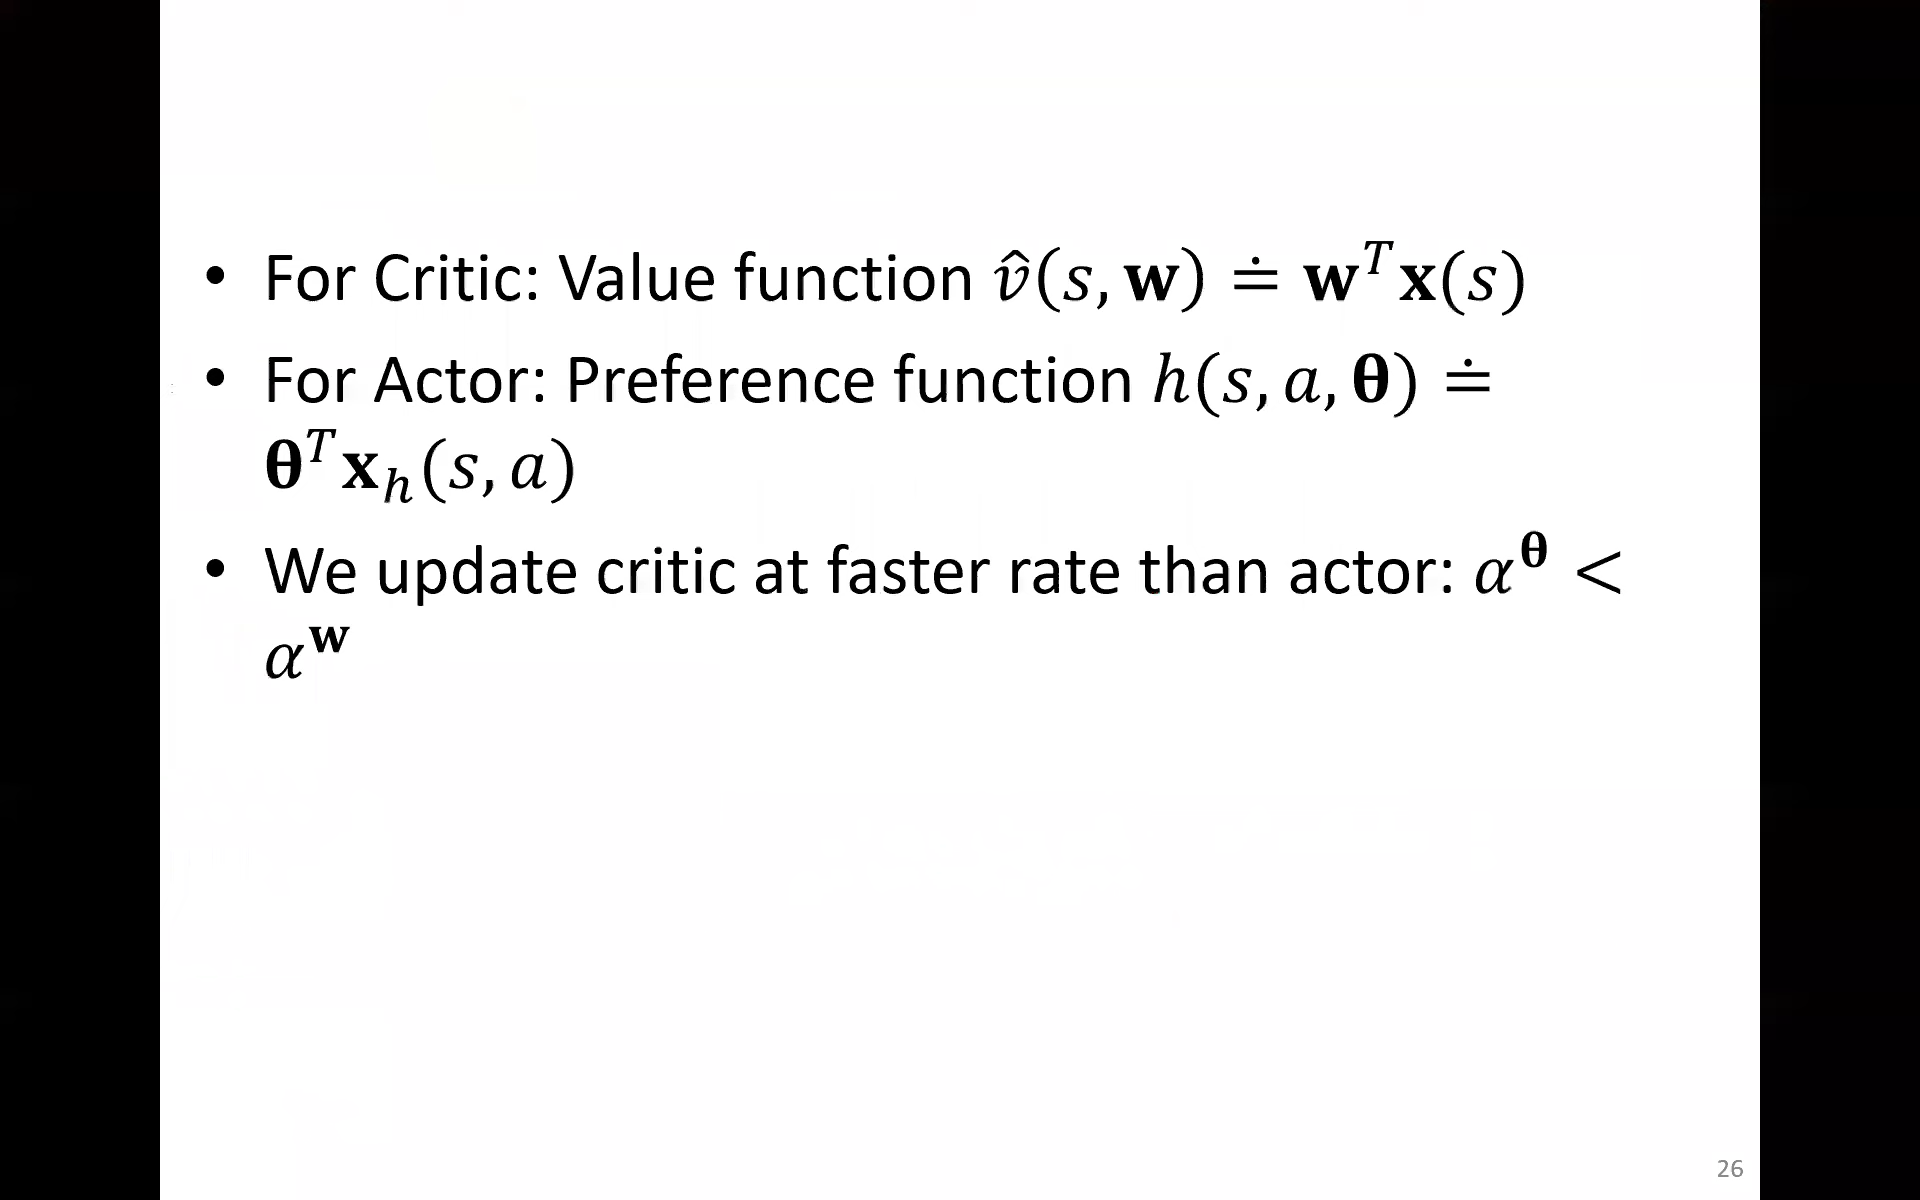 • For Critic: Value function v̂(s, 𝐰) ≐ 𝐰ᵀ𝐱(s)
• For Actor: Preference function h(s, a, 𝛉) ≐
𝛉ᵀ𝐱ₕ(s, a)
• We update critic at faster rate than actor: α^𝛉 <
α^𝐰
26